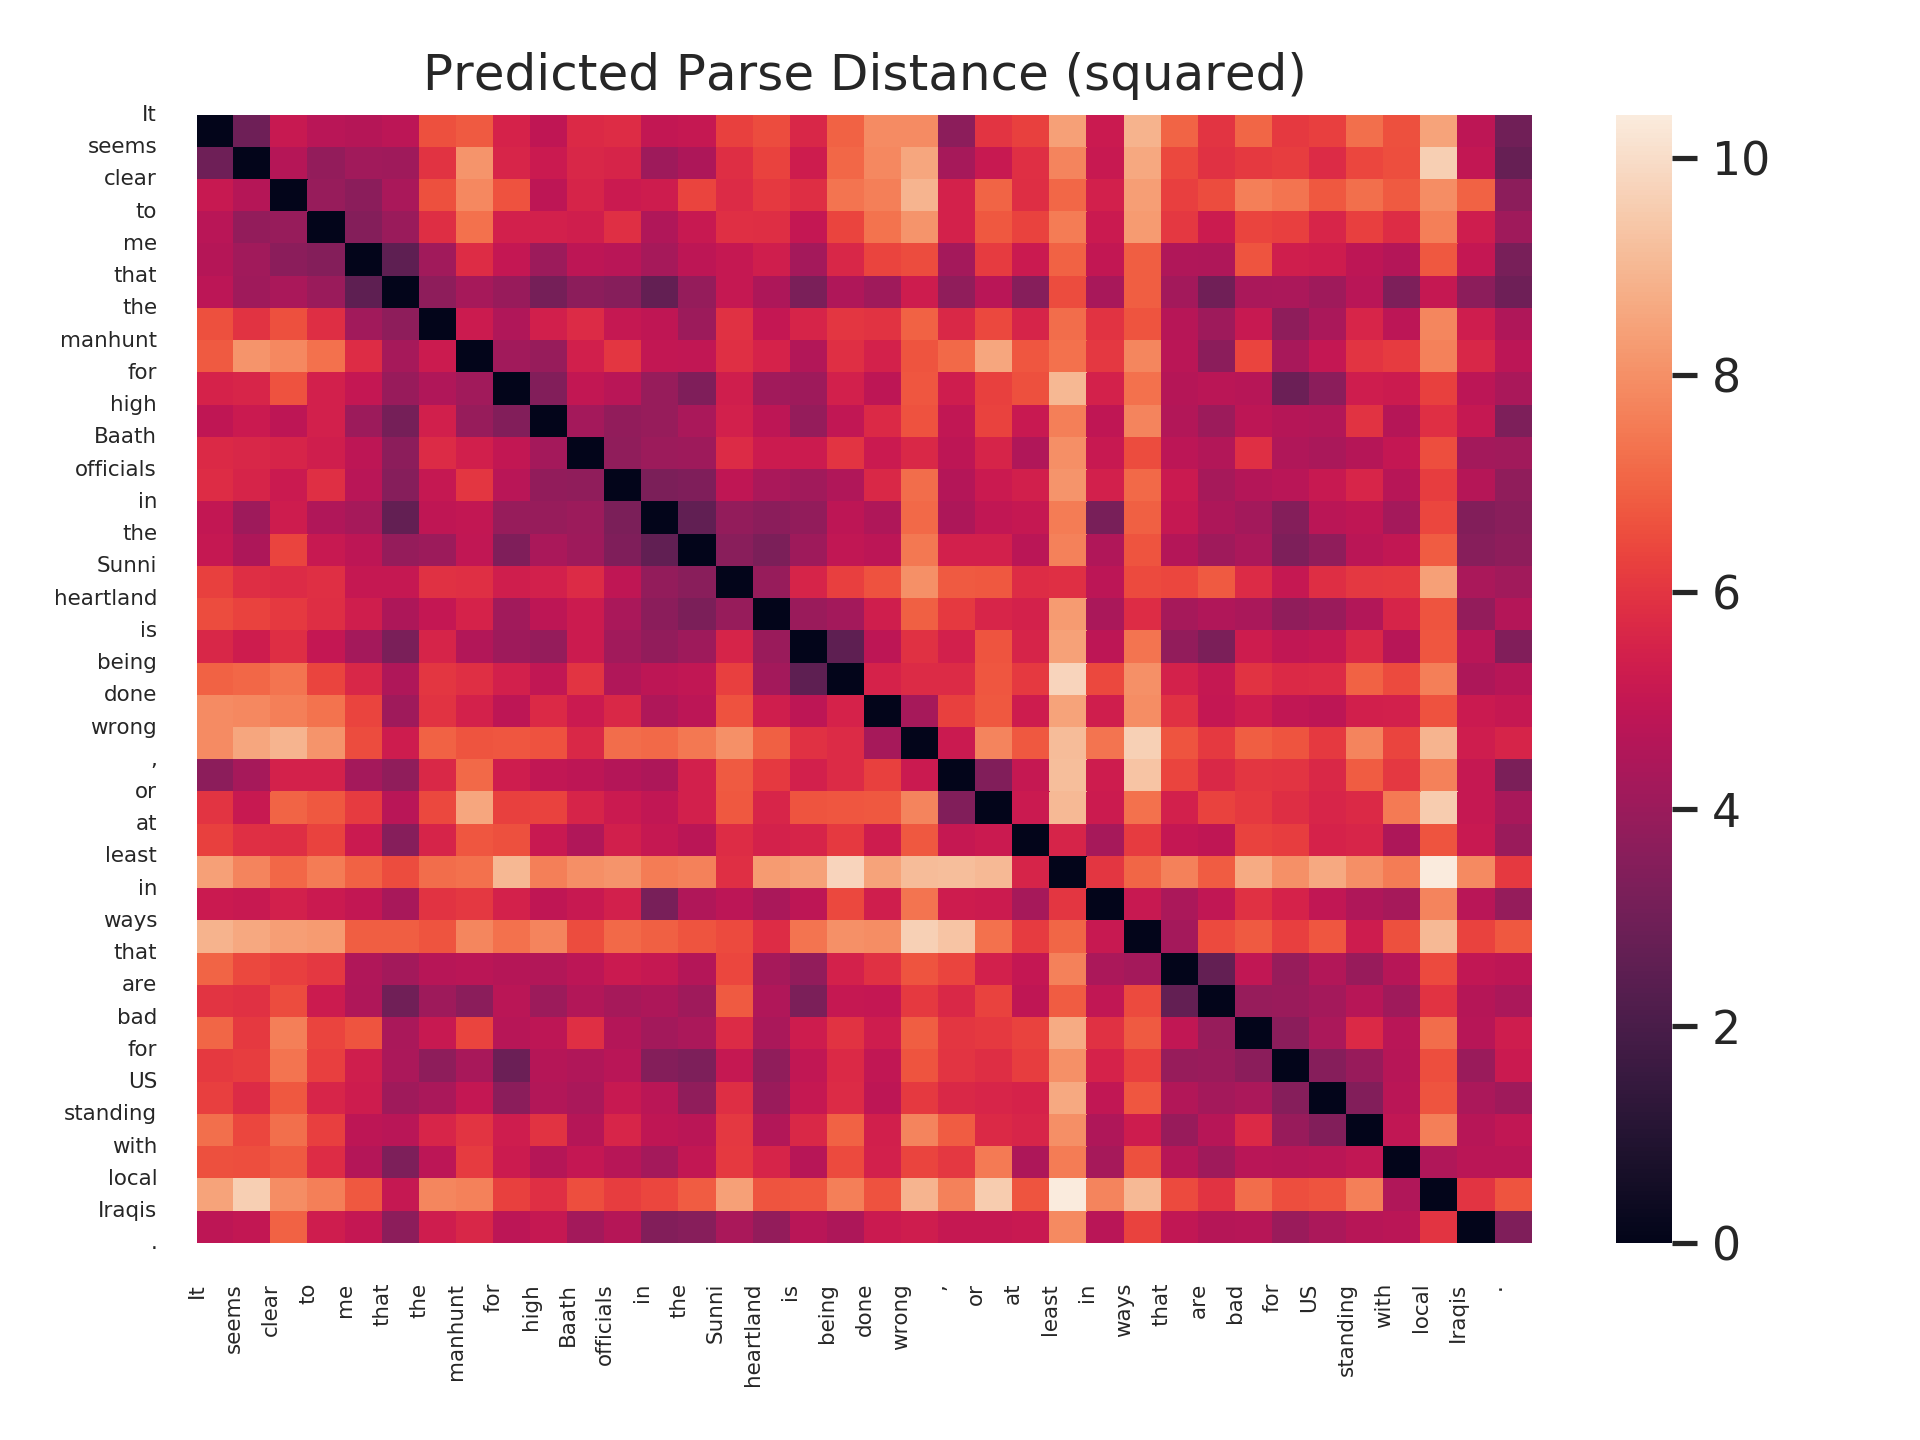 Predicted Parse Distance (squared)
It
seems
clear
to
me
that
the
manhunt
for
high
Baath
officials
in
the
Sunni
heartland
is
being
done
wrong
,
or
at
least
in
ways
that
are
bad
for
US
standing
with
local
Iraqis
.
10
8
6
4
2
0
It
seems
clear
to
me
that
the
manhunt
for
high
Baath
officials
in
the
Sunni
heartland
is
being
done
wrong
,
or
at
least
in
ways
that
are
bad
for
US
standing
with
local
Iraqis
.